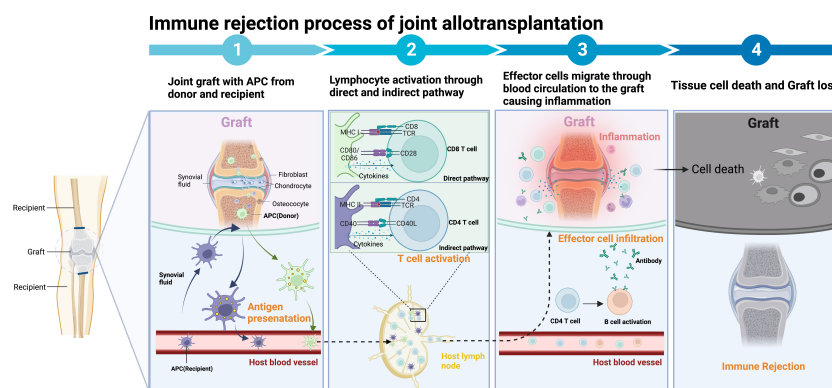 Immune rejection process of joint allotransplantation
1
2
3
4
Joint graft with APC from
donor and recipient
Lymphocyte activation through
direct and indirect pathway
Effector cells migrate through
blood circulation to the graft
causing inflammation
Tissue cell death and Graft los
Recipient
Graft
Recipient
Graft
Synovial
fluid
Fibroblast
Chondrocyte
Osteococyte
APC(Donor)
Synovial
fluid
Antigen
presenatation
APC(Recipient)
Host blood vessel
MHC I
CD8
TCR
CD80/
CD86
CD28
CD8 T cell
Cytokines
Direct pathway
MHC II
CD4
TCR
CD40
CD40L
CD4 T cell
Cytokines
Indirect pathway
T cell activation
Host lymph
node
Graft
Inflammation
Effector cell infiltration
Antibody
CD4 T cell
B cell activation
Host blood vessel
Graft
Cell death
Immune Rejection